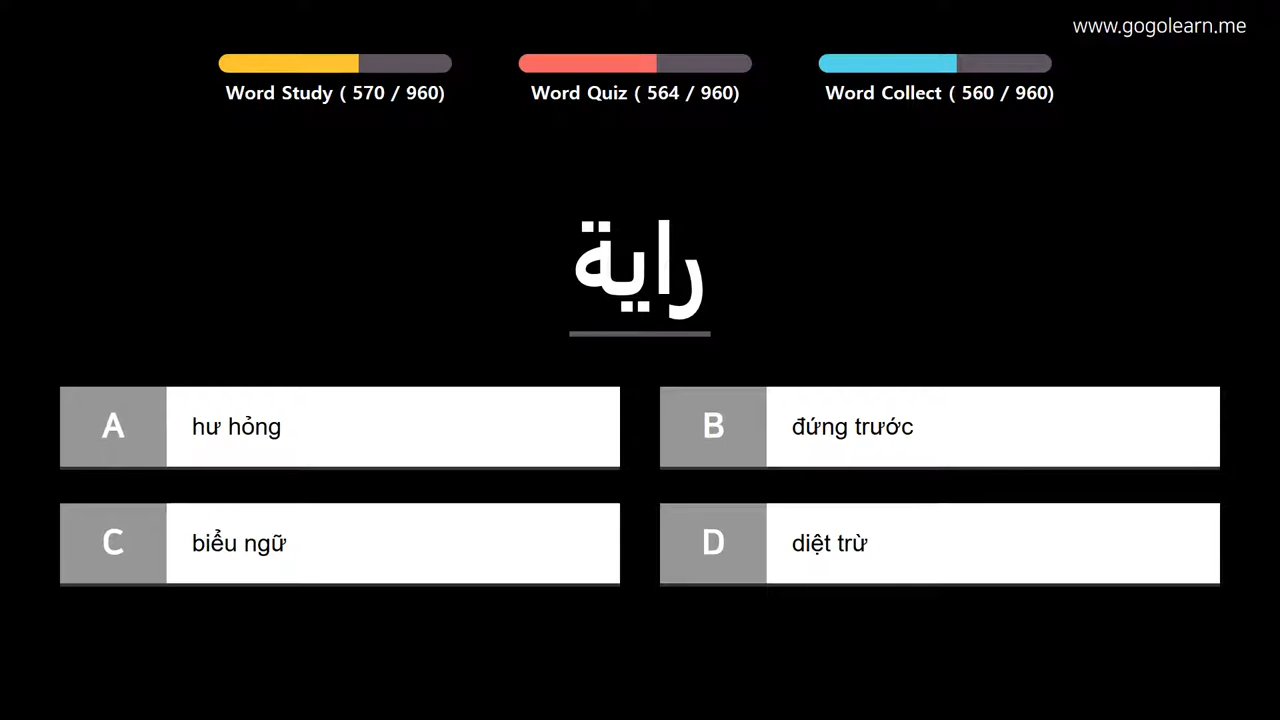 www.gogolearn.me
Word Study ( 570 / 960)
Word Quiz ( 564 / 960)
Word Collect ( 560 / 960)
راية
A
hư hỏng
B
đứng trước
C
biểu ngữ
D
diệt trừ